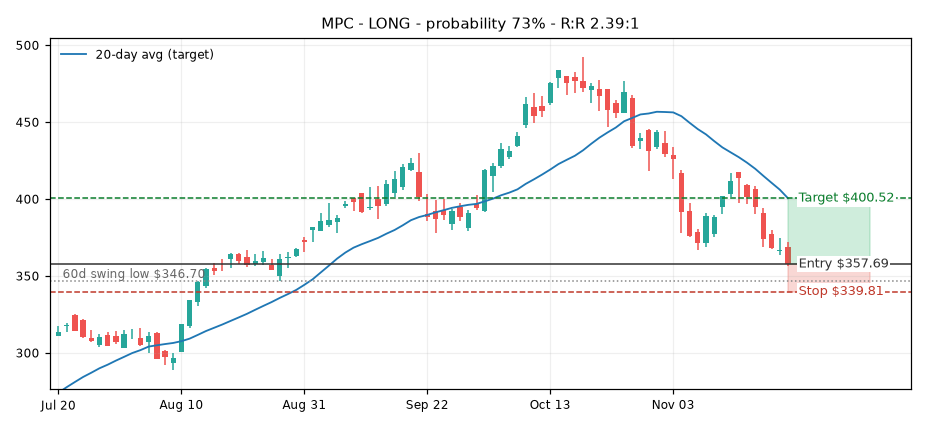 MPC - LONG - probability 73% - R:R 2.39:1
20-day avg (target)
500
450
400
350
300
Target $400.52
Entry $357.69
60d swing low $346.70
Stop $339.81
Jul 20
Aug 10
Aug 31
Sep 22
Oct 13
Nov 03